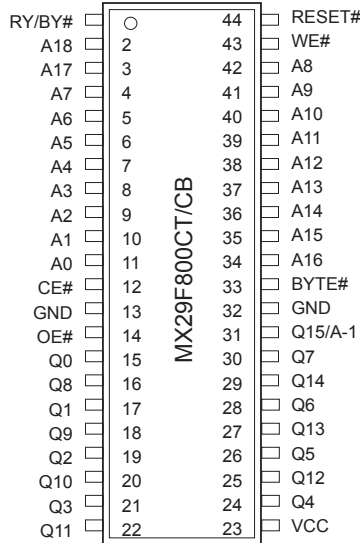 RY/BY# 44 RESET#
A18 2 43 WE#
A17 3 42 A8
A7 4 41 A9
A6 5 40 A10
A5 6 39 A11
A4 7 38 A12
A3 8 37 A13
A2 9 36 A14
A1 10 35 A15
A0 11 34 A16
CE# 12 33 BYTE#
GND 13 32 GND
OE# 14 31 Q15/A-1
Q0 15 30 Q7
Q8 16 29 Q14
Q1 17 28 Q6
Q9 18 27 Q13
Q2 19 26 Q5
Q10 20 25 Q12
Q3 21 24 Q4
Q11 22 23 VCC
MX29F800CT/CB